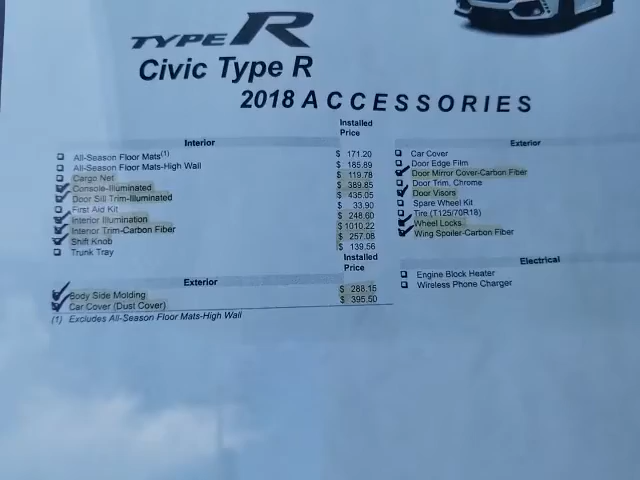 TYPE R
Civic Type R
2018 ACCESSORIES
Installed
Price
Interior
All-Season Floor Mats(1) $ 171.20
All-Season Floor Mats-High Wall $ 185.89
Cargo Net $ 119.78
Console-Illuminated $ 389.85
Door Sill Trim-Illuminated $ 435.05
First Aid Kit $ 33.90
Interior Illumination $ 248.60
Interior Trim-Carbon Fiber $ 1010.22
Shift Knob $ 257.08
Trunk Tray $ 139.56
Installed
Price
Exterior
Body Side Molding $ 288.15
Car Cover (Dust Cover) $ 395.50
(1) Excludes All-Season Floor Mats-High Wall
Exterior
Car Cover
Door Edge Film
Door Mirror Cover-Carbon Fiber
Door Trim, Chrome
Door Visors
Spare Wheel Kit
Tire (T125/70R18)
Wheel Locks
Wing Spoiler-Carbon Fiber
Electrical
Engine Block Heater
Wireless Phone Charger